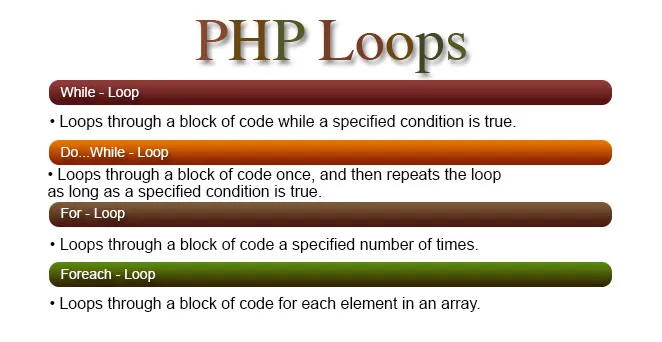 PHP Loops
While - Loop
• Loops through a block of code while a specified condition is true.
Do...While - Loop
• Loops through a block of code once, and then repeats the loop
as long as a specified condition is true.
For - Loop
• Loops through a block of code a specified number of times.
Foreach - Loop
• Loops through a block of code for each element in an array.